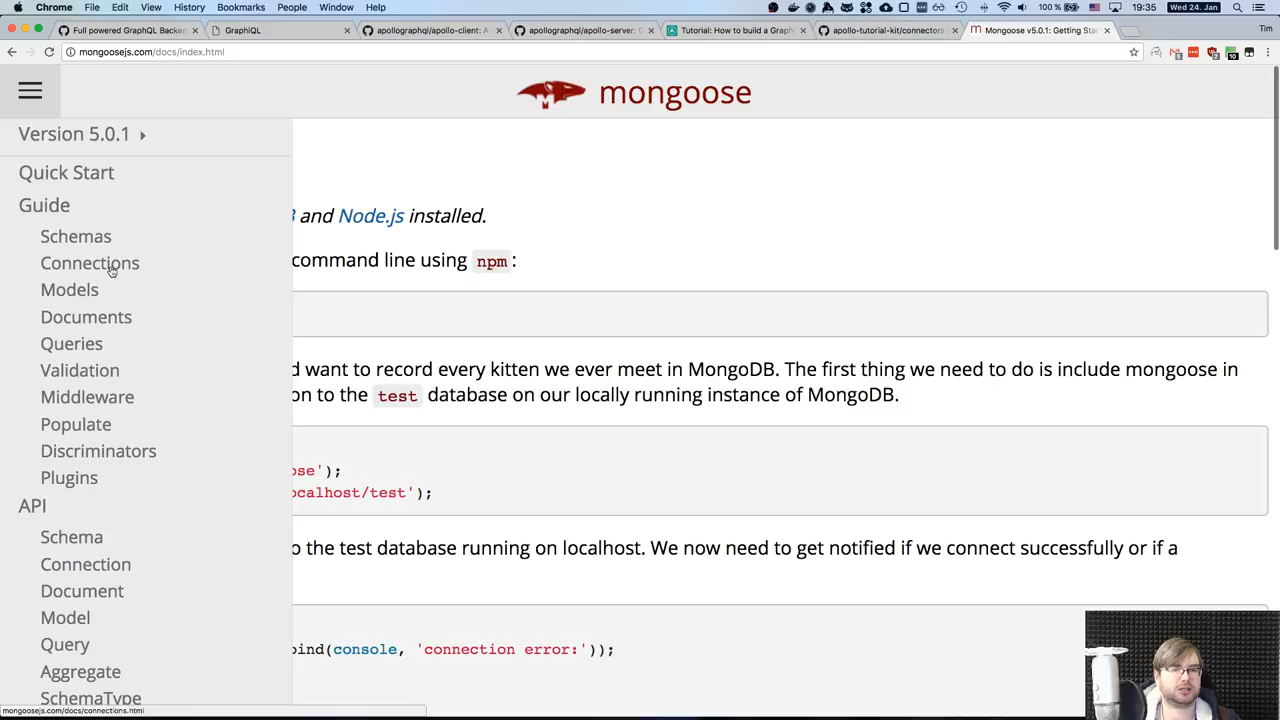 Chrome File Edit View History Bookmarks People Window Help 100 % 19:35 Wed 24. Jan
Full powered GraphQL Backen
GraphiQL
apollographql/apollo-client: A
apollographql/apollo-server: G
Tutorial: How to build a Graph
apollo-tutorial-kit/connectors
Mongoose v5.0.1: Getting Star
Tim
mongoosejs.com/docs/index.html
mongoose
Version 5.0.1
Quick Start
Guide
Schemas
Connections
Models
Documents
Queries
Validation
Middleware
Populate
Discriminators
Plugins
API
Schema
Connection
Document
Model
Query
Aggregate
SchemaType
and Node.js installed.
command line using npm:
d want to record every kitten we ever meet in MongoDB. The first thing we need to do is include mongoose in
on to the test database on our locally running instance of MongoDB.
ose');
ocalhost/test');
o the test database running on localhost. We now need to get notified if we connect successfully or if a
bind(console, 'connection error:'));
mongoosejs.com/docs/connections.html